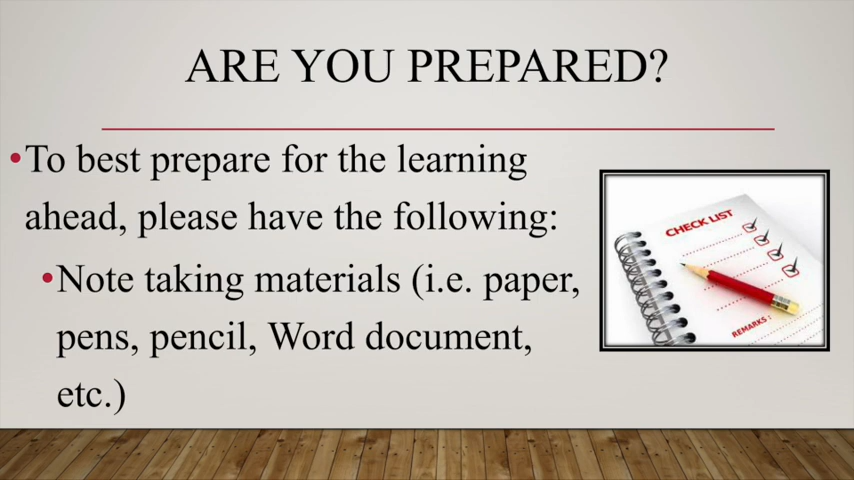 ARE YOU PREPARED?
•To best prepare for the learning
ahead, please have the following:
•Note taking materials (i.e. paper,
pens, pencil, Word document,
etc.)
CHECK LIST
REMARKS :